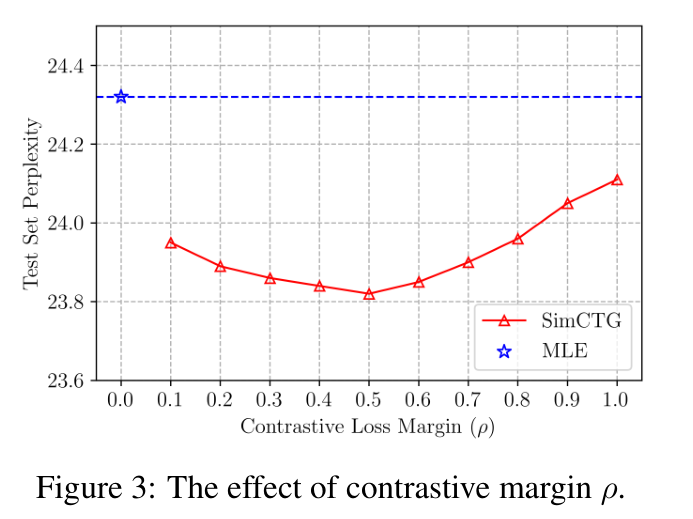 24.4
24.2
24.0
23.8
23.6
Test Set Perplexity
SimCTG
MLE
0.0 0.1 0.2 0.3 0.4 0.5 0.6 0.7 0.8 0.9 1.0
Contrastive Loss Margin (ρ)
Figure 3: The effect of contrastive margin ρ.